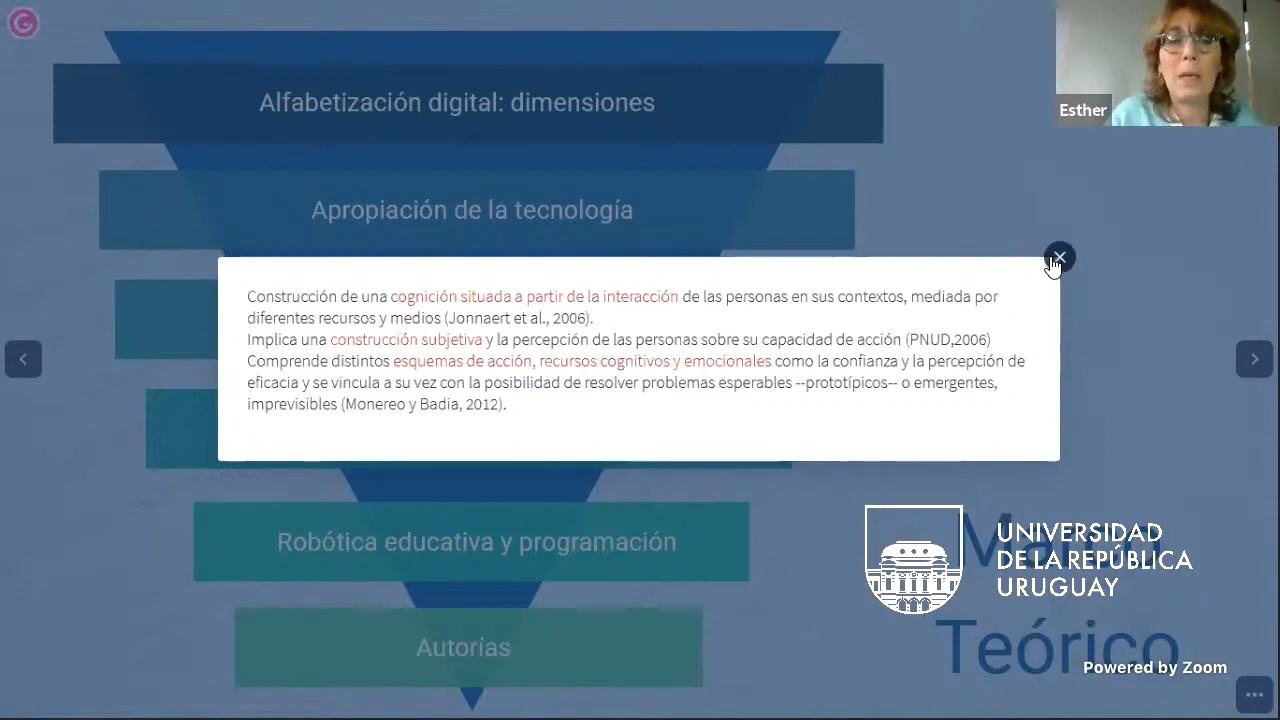 Alfabetización digital: dimensiones
Esther
Apropiación de la tecnología
Construcción de una cognición situada a partir de la interacción de las personas en sus contextos, mediada por
diferentes recursos y medios (Jonnaert et al., 2006).
Implica una construcción subjetiva y la percepción de las personas sobre su capacidad de acción (PNUD,2006)
Comprende distintos esquemas de acción, recursos cognitivos y emocionales como la confianza y la percepción de
eficacia y se vincula a su vez con la posibilidad de resolver problemas esperables --prototípicos-- o emergentes,
imprevisibles (Monereo y Badia, 2012).
Robótica educativa y programación
Autorías
UNIVERSIDAD
DE LA REPÚBLICA
URUGUAY
Marco
Teórico
Powered by Zoom